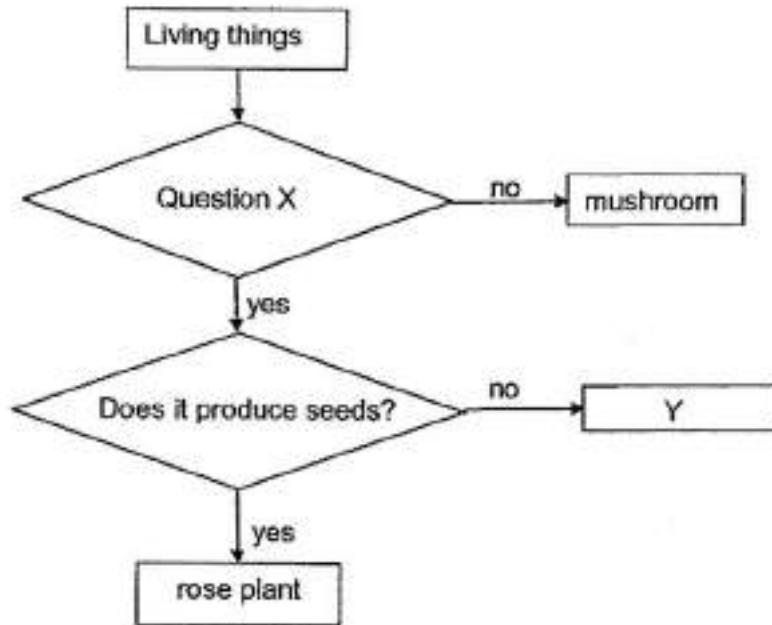 Living things
Question X
no
mushroom
yes
Does it produce seeds?
no
Y
yes
rose plant